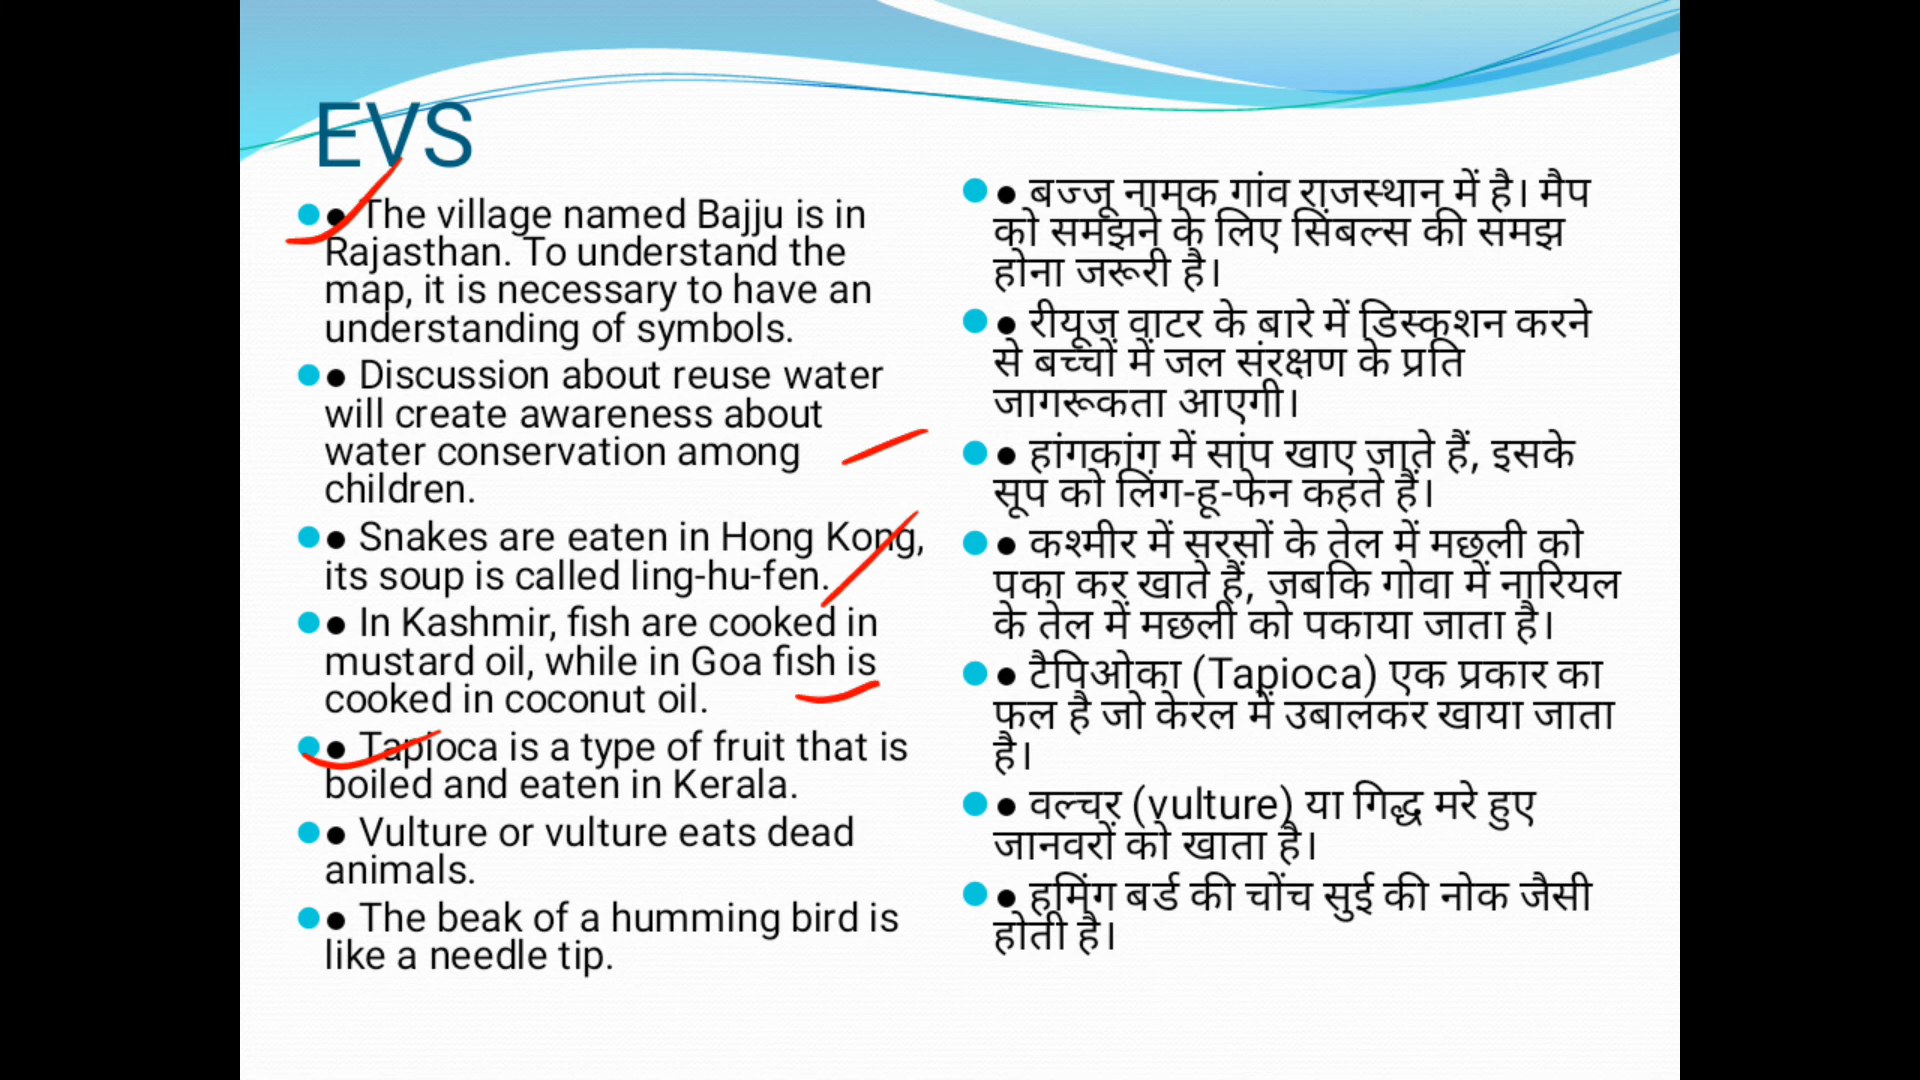 EVS
● The village named Bajju is in
Rajasthan. To understand the
map, it is necessary to have an
understanding of symbols.
● Discussion about reuse water
will create awareness about
water conservation among
children.
● Snakes are eaten in Hong Kong,
its soup is called ling-hu-fen.
● In Kashmir, fish are cooked in
mustard oil, while in Goa fish is
cooked in coconut oil.
● Tapioca is a type of fruit that is
boiled and eaten in Kerala.
● Vulture or vulture eats dead
animals.
● The beak of a humming bird is
like a needle tip.
● बज्जू नामक गांव राजस्थान में है। मैप
को समझने के लिए सिंबल्स की समझ
होना जरूरी है।
● रीयूज वाटर के बारे में डिस्कशन करने
से बच्चों में जल संरक्षण के प्रति
जागरूकता आएगी।
● हांगकांग में सांप खाए जाते हैं, इसके
सूप को लिंग-हू-फेन कहते हैं।
● कश्मीर में सरसों के तेल में मछली को
पका कर खाते हैं, जबकि गोवा में नारियल
के तेल में मछली को पकाया जाता है।
● टैपिओका (Tapioca) एक प्रकार का
फल है जो केरल में उबालकर खाया जाता
है।
● वल्चर (vulture) या गिद्ध मरे हुए
जानवरों को खाता है।
● हमिंग बर्ड की चोंच सुई की नोक जैसी
होती है।